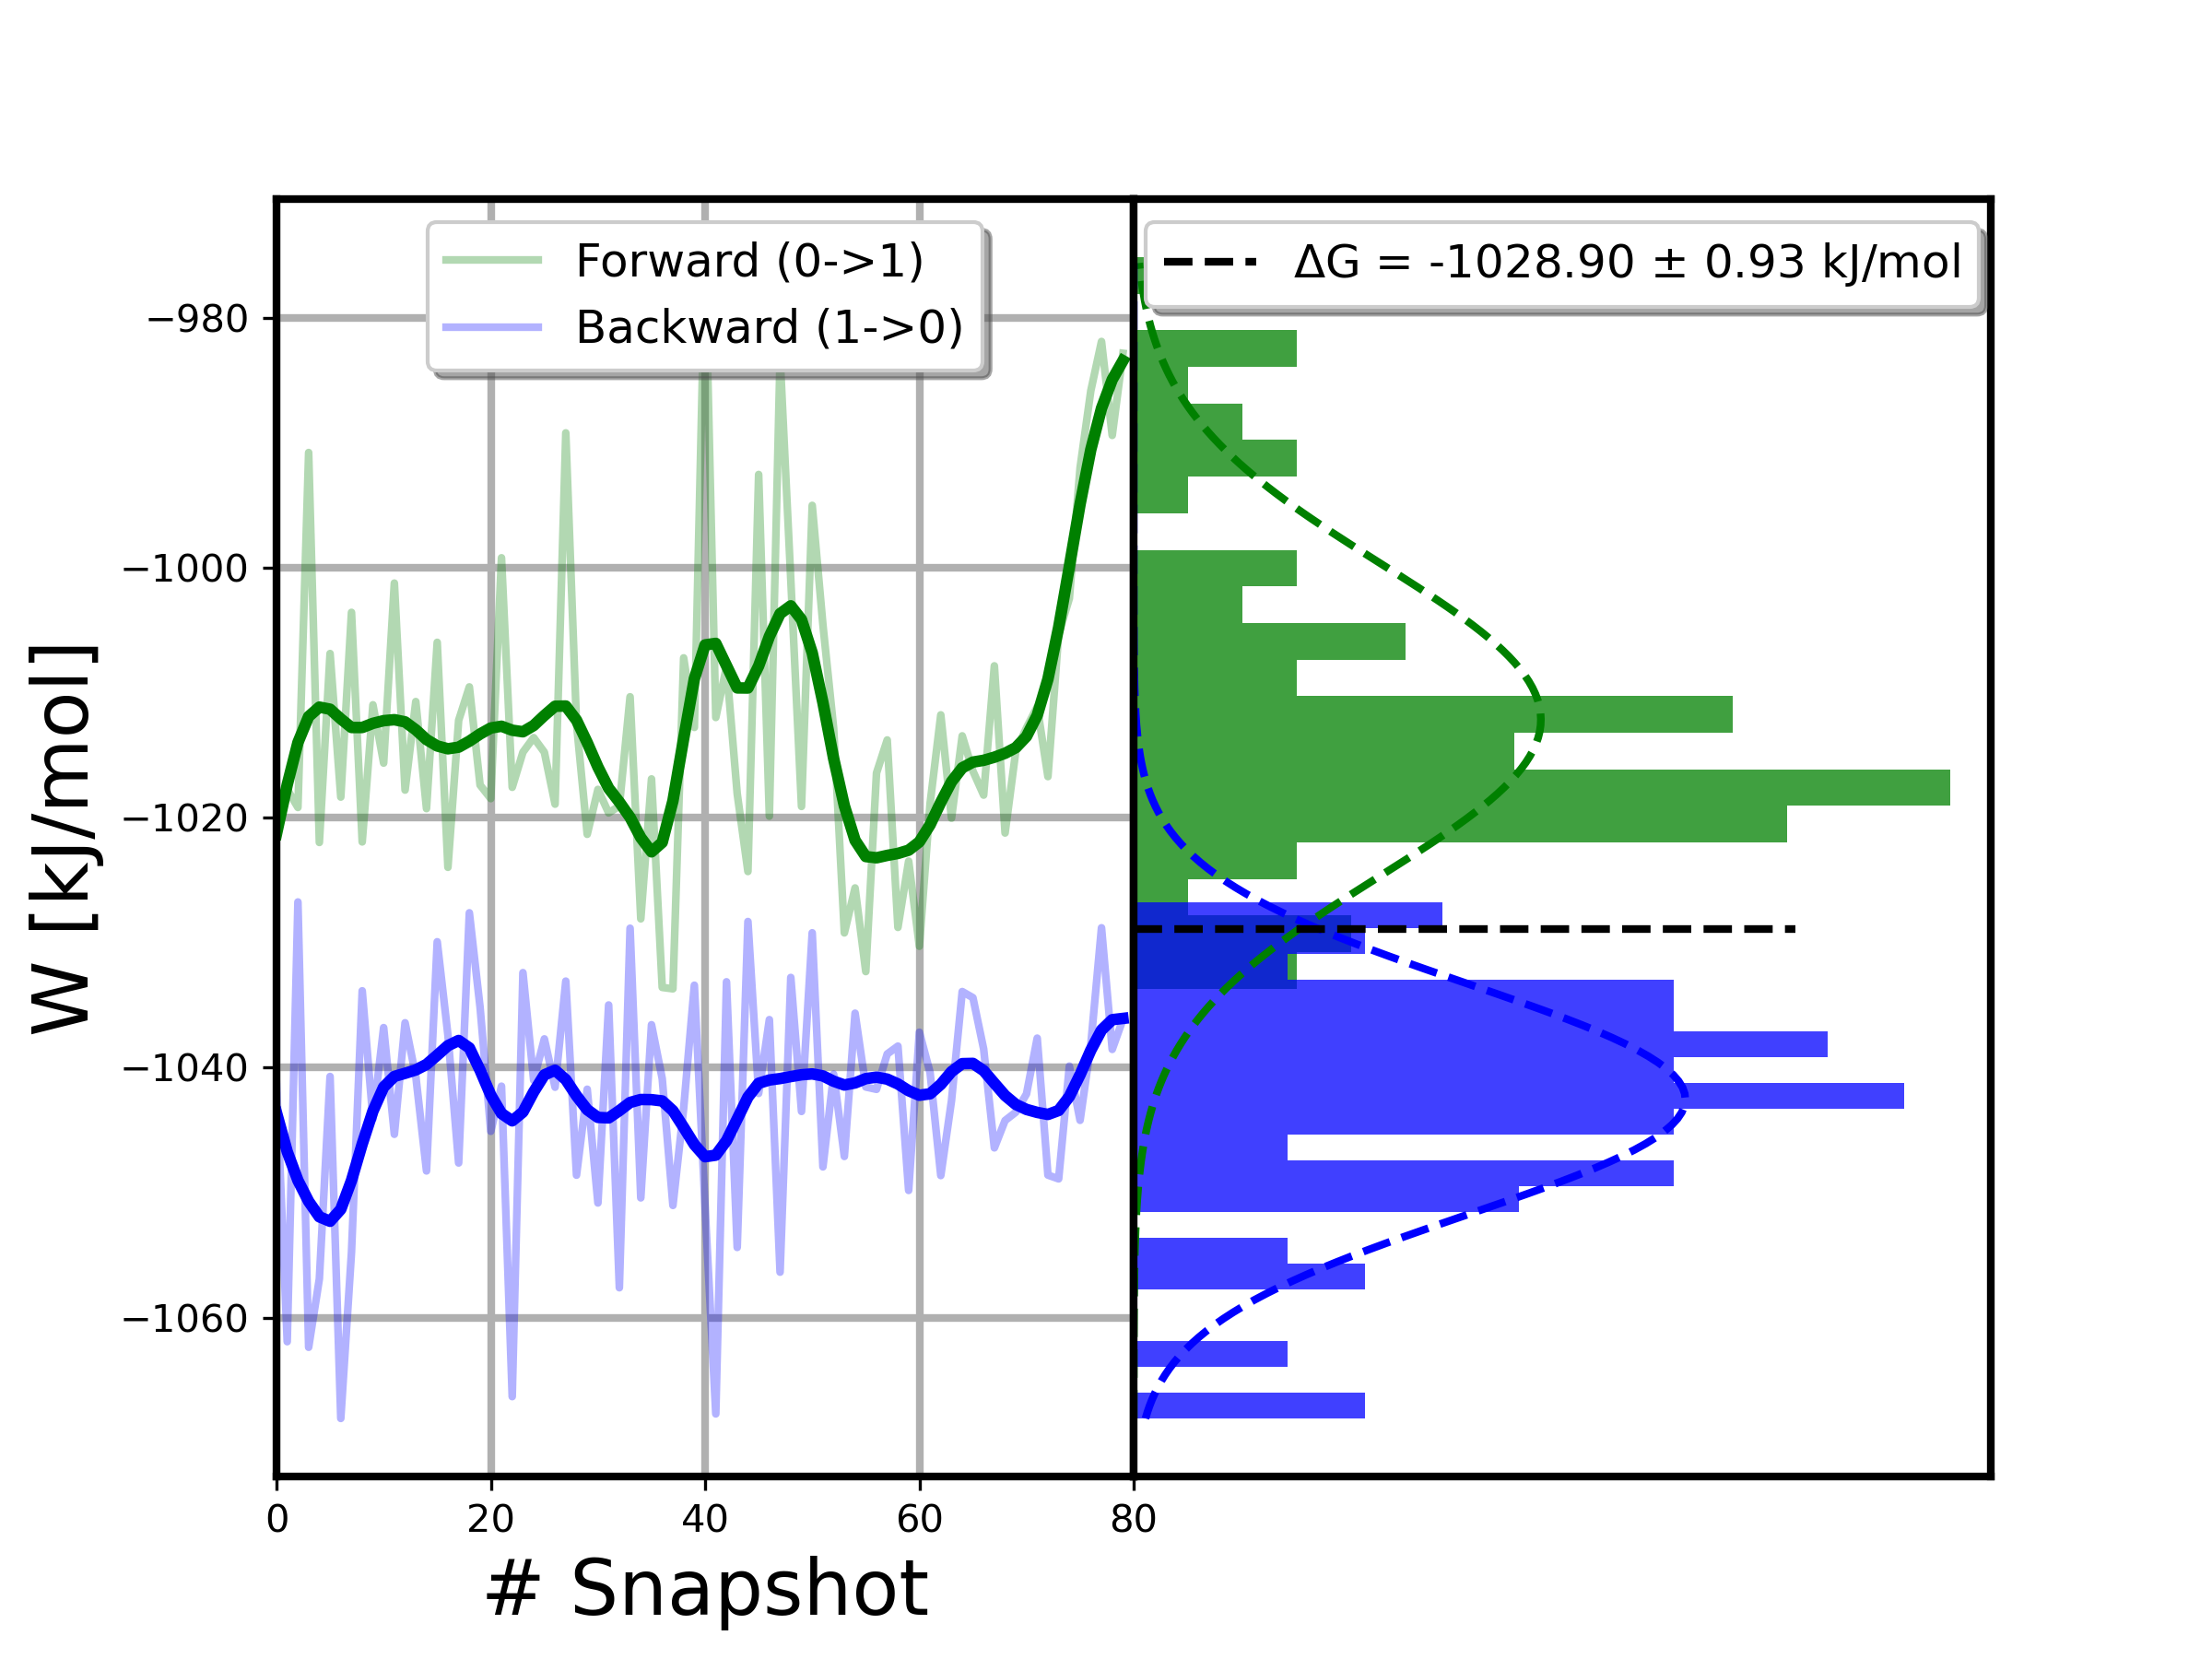 Forward (0->1)
Backward (1->0)
ΔG = -1028.90 ± 0.93 kJ/mol
W [kJ/mol]
−980
−1000
−1020
−1040
−1060
0 20 40 60 80
# Snapshot